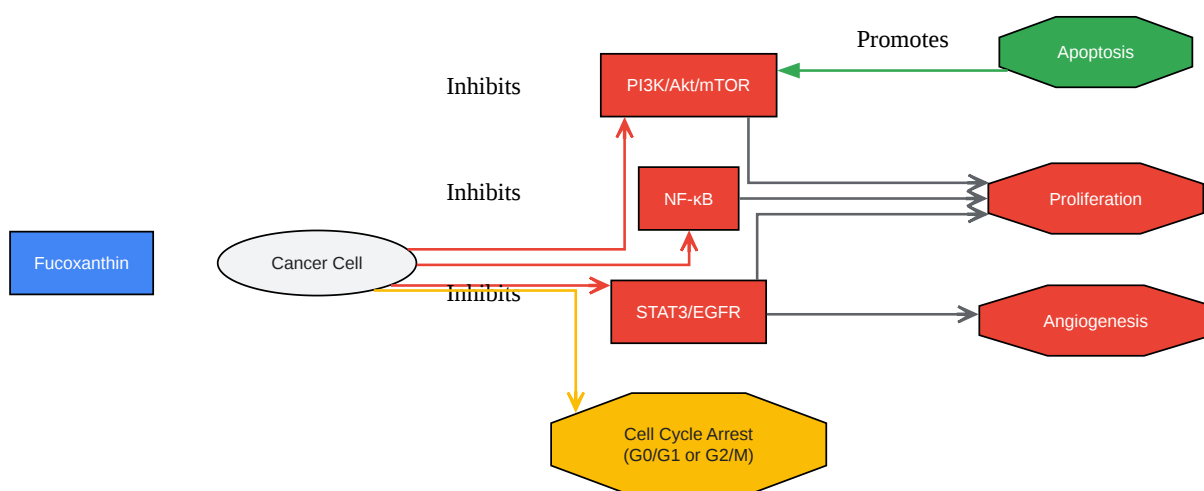 Promotes
Apoptosis
Inhibits
PI3K/Akt/mTOR
Inhibits
NF-κB
Proliferation
Fucoxanthin
Cancer Cell
Inhibits
STAT3/EGFR
Angiogenesis
Cell Cycle Arrest
(G0/G1 or G2/M)